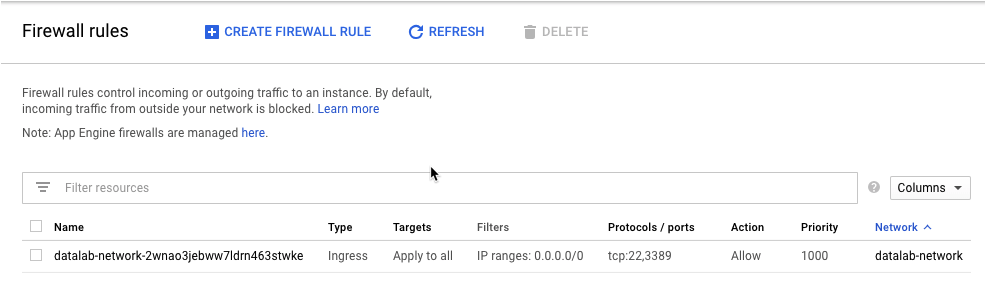 Firewall rules
CREATE FIREWALL RULE
REFRESH
DELETE
Firewall rules control incoming or outgoing traffic to an instance. By default,
incoming traffic from outside your network is blocked. Learn more
Note: App Engine firewalls are managed here.
Filter resources
?
Columns
Name Type Targets Filters Protocols / ports Action Priority Network
datalab-network-2wnao3jebww7ldrn463stwke Ingress Apply to all IP ranges: 0.0.0.0/0 tcp:22,3389 Allow 1000 datalab-network